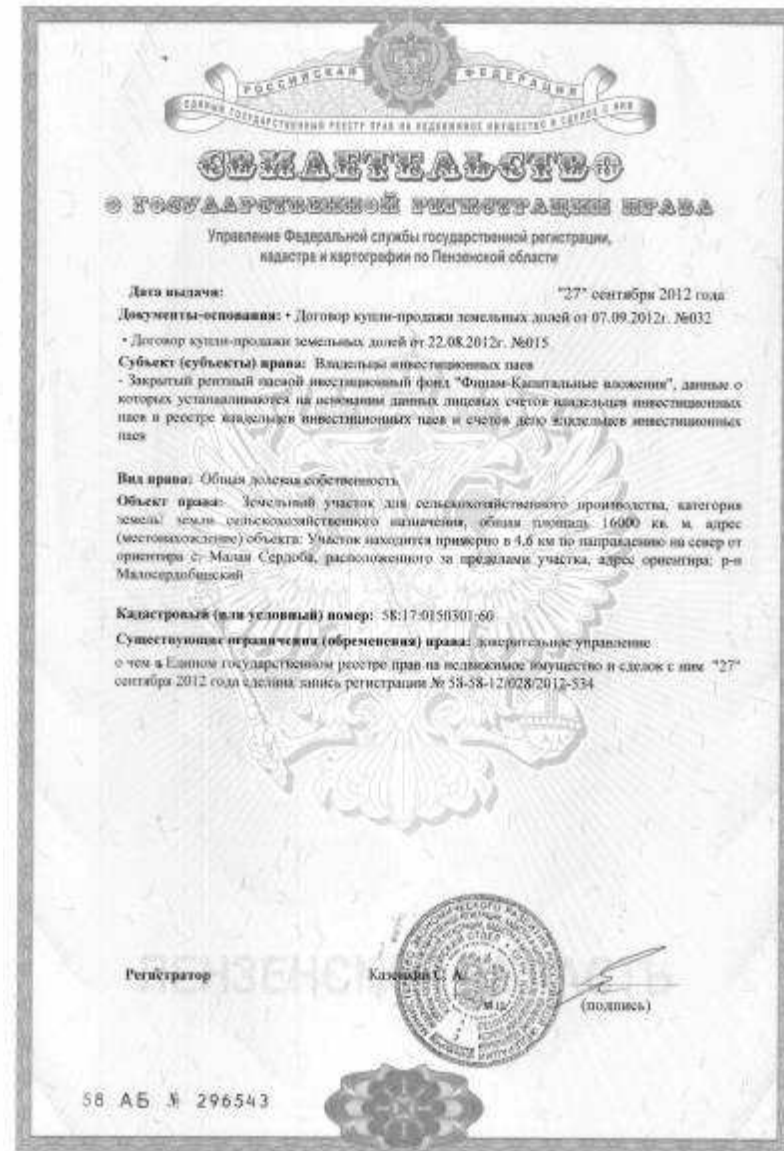 РОССИЙСКАЯ ФЕДЕРАЦИЯ
ЕДИНЫЙ ГОСУДАРСТВЕННЫЙ РЕЕСТР ПРАВ НА НЕДВИЖИМОЕ ИМУЩЕСТВО И СДЕЛОК С НИМ
СВИДЕТЕЛЬСТВО
О ГОСУДАРСТВЕННОЙ РЕГИСТРАЦИИ ПРАВА
Управление Федеральной службы государственной регистрации,
кадастра и картографии по Пензенской области
Дата выдачи: "27" сентября 2012 года
Документы-основания: • Договор купли-продажи земельных долей от 07.09.2012г. №032
• Договор купли-продажи земельных долей от 22.08.2012г. №015
Субъект (субъекты) права: Владельцы инвестиционных паев
- Закрытый рентный паевой инвестиционный фонд "Финам-Капитальные вложения", данные о
которых устанавливаются на основании данных лицевых счетов владельцев инвестиционных
паев в реестре владельцев инвестиционных паев и счетов депо владельцев инвестиционных
паев
Вид права: Общая долевая собственность
Объект права: Земельный участок для сельскохозяйственного производства, категория
земель: земли сельскохозяйственного назначения, общая площадь 16000 кв. м, адрес
(местонахождение) объекта: Участок находится примерно в 4,6 км по направлению на север от
ориентира с. Малая Сердоба, расположенного за пределами участка, адрес ориентира: р-н
Малосердобинский
Кадастровый (или условный) номер: 58:17:0150301:60
Существующие ограничения (обременения) права: доверительное управление
о чем в Едином государственном реестре прав на недвижимое имущество и сделок с ним "27"
сентября 2012 года сделана запись регистрации № 58-58-12/028/2012-534
Регистратор Казенкин С. А.
(подпись)
58 АБ № 296543